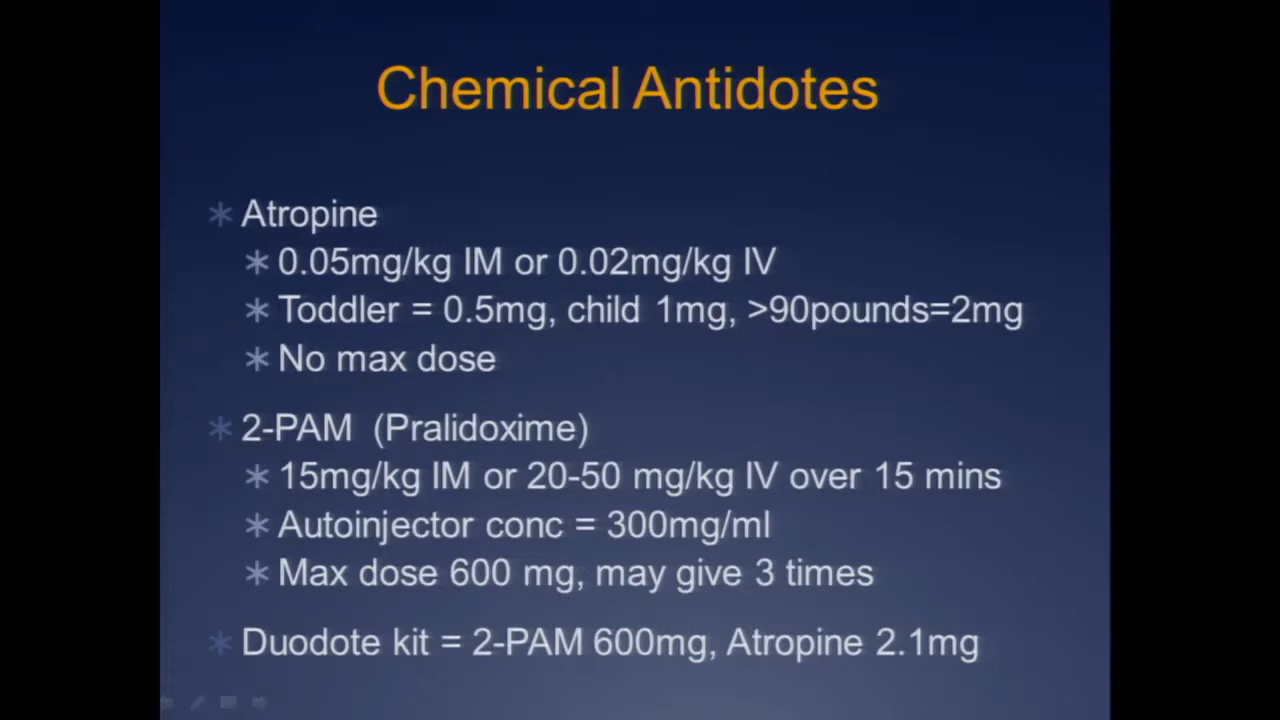 Chemical Antidotes
Atropine
0.05mg/kg IM or 0.02mg/kg IV
Toddler = 0.5mg, child 1mg, >90pounds=2mg
No max dose
2-PAM (Pralidoxime)
15mg/kg IM or 20-50 mg/kg IV over 15 mins
Autoinjector conc = 300mg/ml
Max dose 600 mg, may give 3 times
Duodote kit = 2-PAM 600mg, Atropine 2.1mg